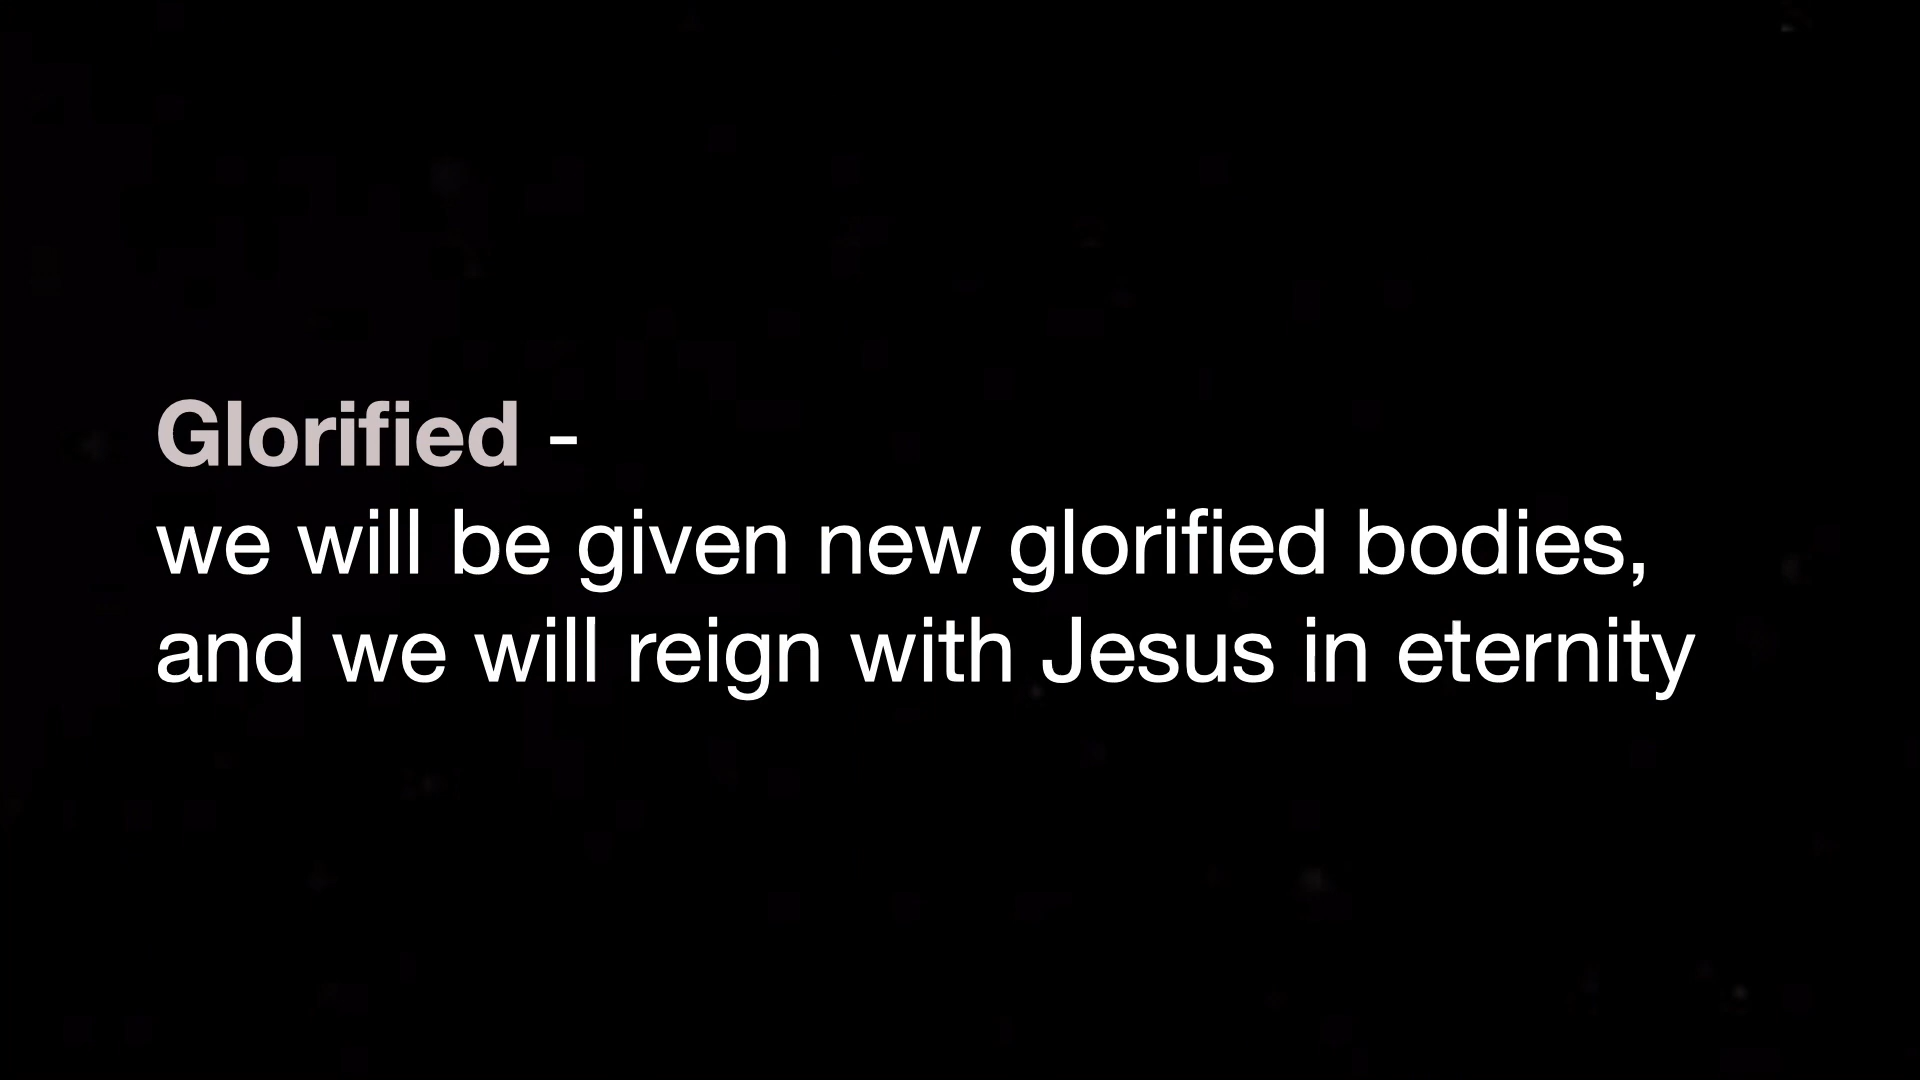 Glorified -
we will be given new glorified bodies,
and we will reign with Jesus in eternity